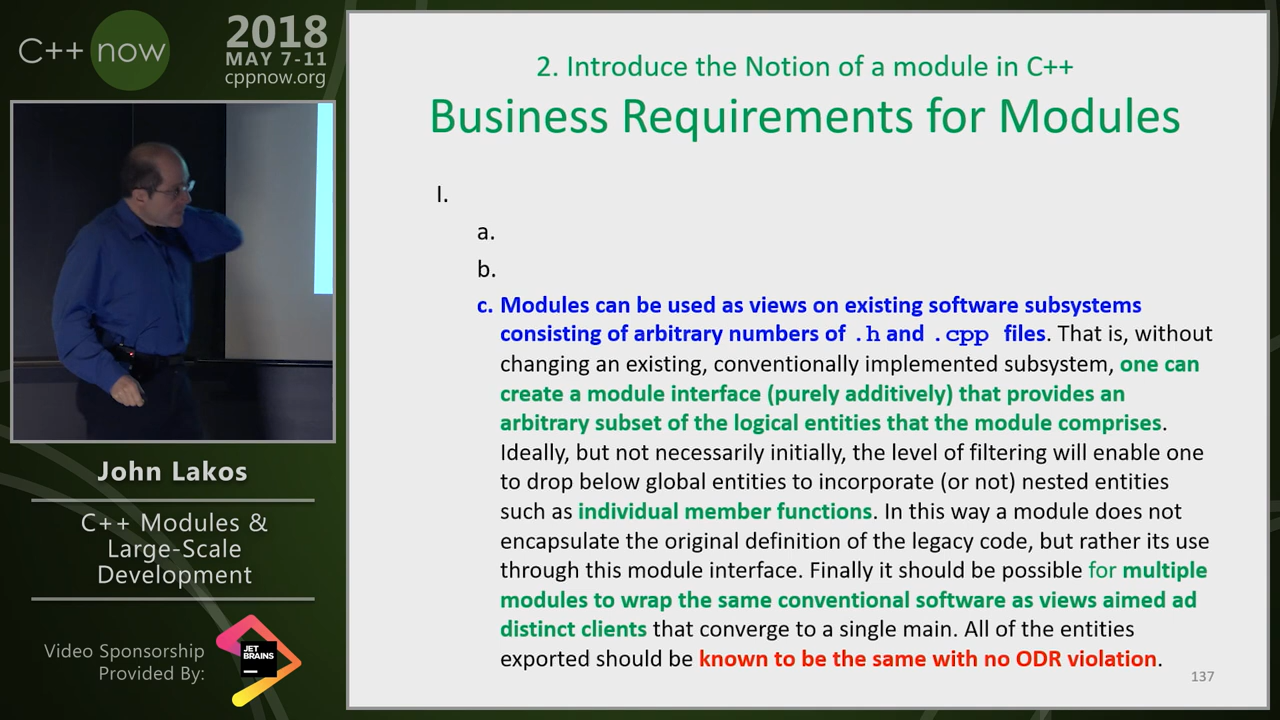 C++ now
2018
MAY 7-11
cppnow.org
John Lakos
C++ Modules &
Large-Scale
Development
Video Sponsorship
Provided By:
JET
BRAINS
2. Introduce the Notion of a module in C++
Business Requirements for Modules
I.
a.
b.
c. Modules can be used as views on existing software subsystems
consisting of arbitrary numbers of .h and .cpp files. That is, without
changing an existing, conventionally implemented subsystem, one can
create a module interface (purely additively) that provides an
arbitrary subset of the logical entities that the module comprises.
Ideally, but not necessarily initially, the level of filtering will enable one
to drop below global entities to incorporate (or not) nested entities
such as individual member functions. In this way a module does not
encapsulate the original definition of the legacy code, but rather its use
through this module interface. Finally it should be possible for multiple
modules to wrap the same conventional software as views aimed ad
distinct clients that converge to a single main. All of the entities
exported should be known to be the same with no ODR violation.
137